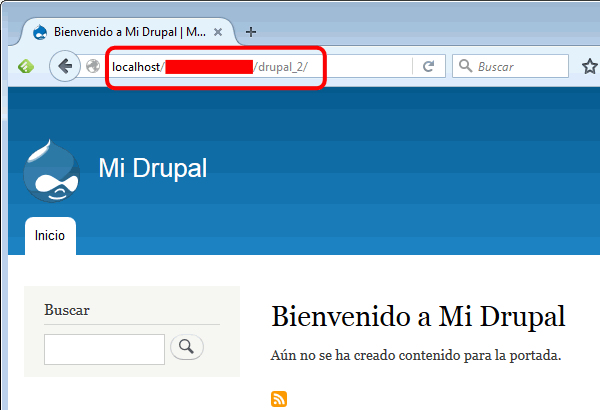 Bienvenido a Mi Drupal | M...
localhost/ /drupal_2/
Buscar
Mi Drupal
Inicio
Buscar
Bienvenido a Mi Drupal
Aún no se ha creado contenido para la portada.